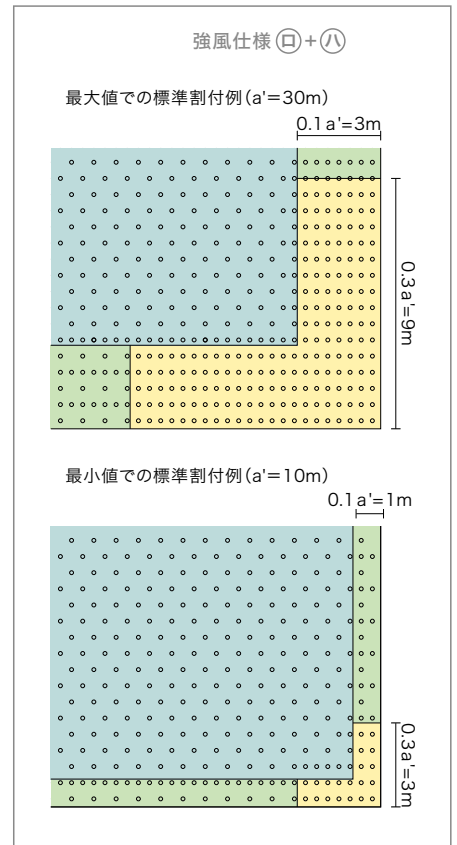 強風仕様㋺+㋩
最大値での標準割付例(a'=30m)
0.1a'=3m
0.3a'=9m
最小値での標準割付例(a'=10m)
0.1a'=1m
0.3a'=3m